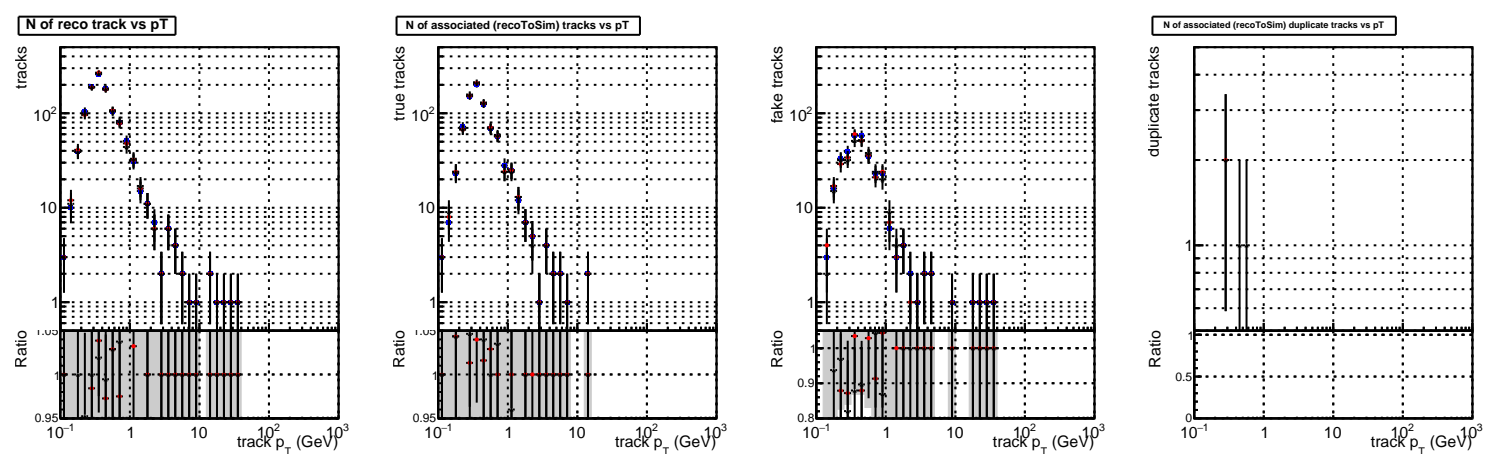 N of reco track vs pT
tracks
10²
10
1
Ratio
1.05
1
0.95
10⁻¹ 1 10 10² 10³
track p_T (GeV)
N of associated (recoToSim) tracks vs pT
true tracks
10²
10
1
Ratio
1.05
1
0.95
10⁻¹ 1 10 10² 10³
track p_T (GeV)
fake tracks
10²
10
1
Ratio
1
0.9
0.8
10⁻¹ 1 10 10² 10³
track p_T (GeV)
N of associated (recoToSim) duplicate tracks vs pT
duplicate tracks
1
Ratio
1
0.5
0
10⁻¹ 1 10 10² 10³
track p_T (GeV)